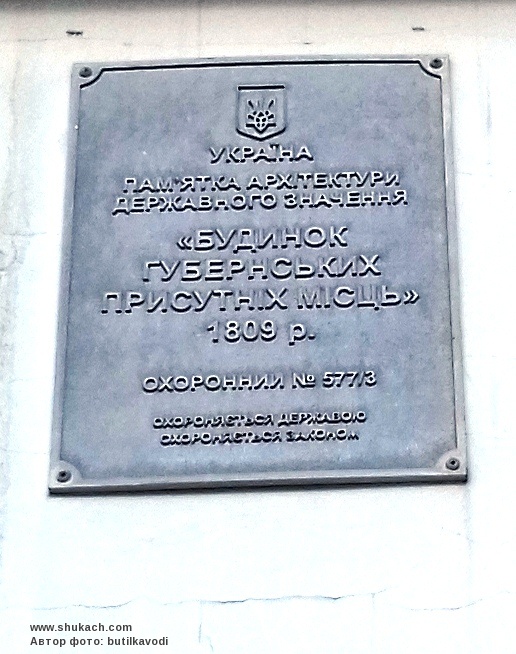 УКРАЇНА
ПАМ'ЯТКА АРХІТЕКТУРИ
ДЕРЖАВНОГО ЗНАЧЕННЯ
«БУДИНОК
ГУБЕРНСЬКИХ
ПРИСУТНІХ МІСЦЬ»
1809 р.
ОХОРОННИЙ № 577/3
ОХОРОНЯЄТЬСЯ ДЕРЖАВОЮ
ОХОРОНЯЄТЬСЯ ЗАКОНОМ
www.shukach.com
Автор фото: butilkavodi